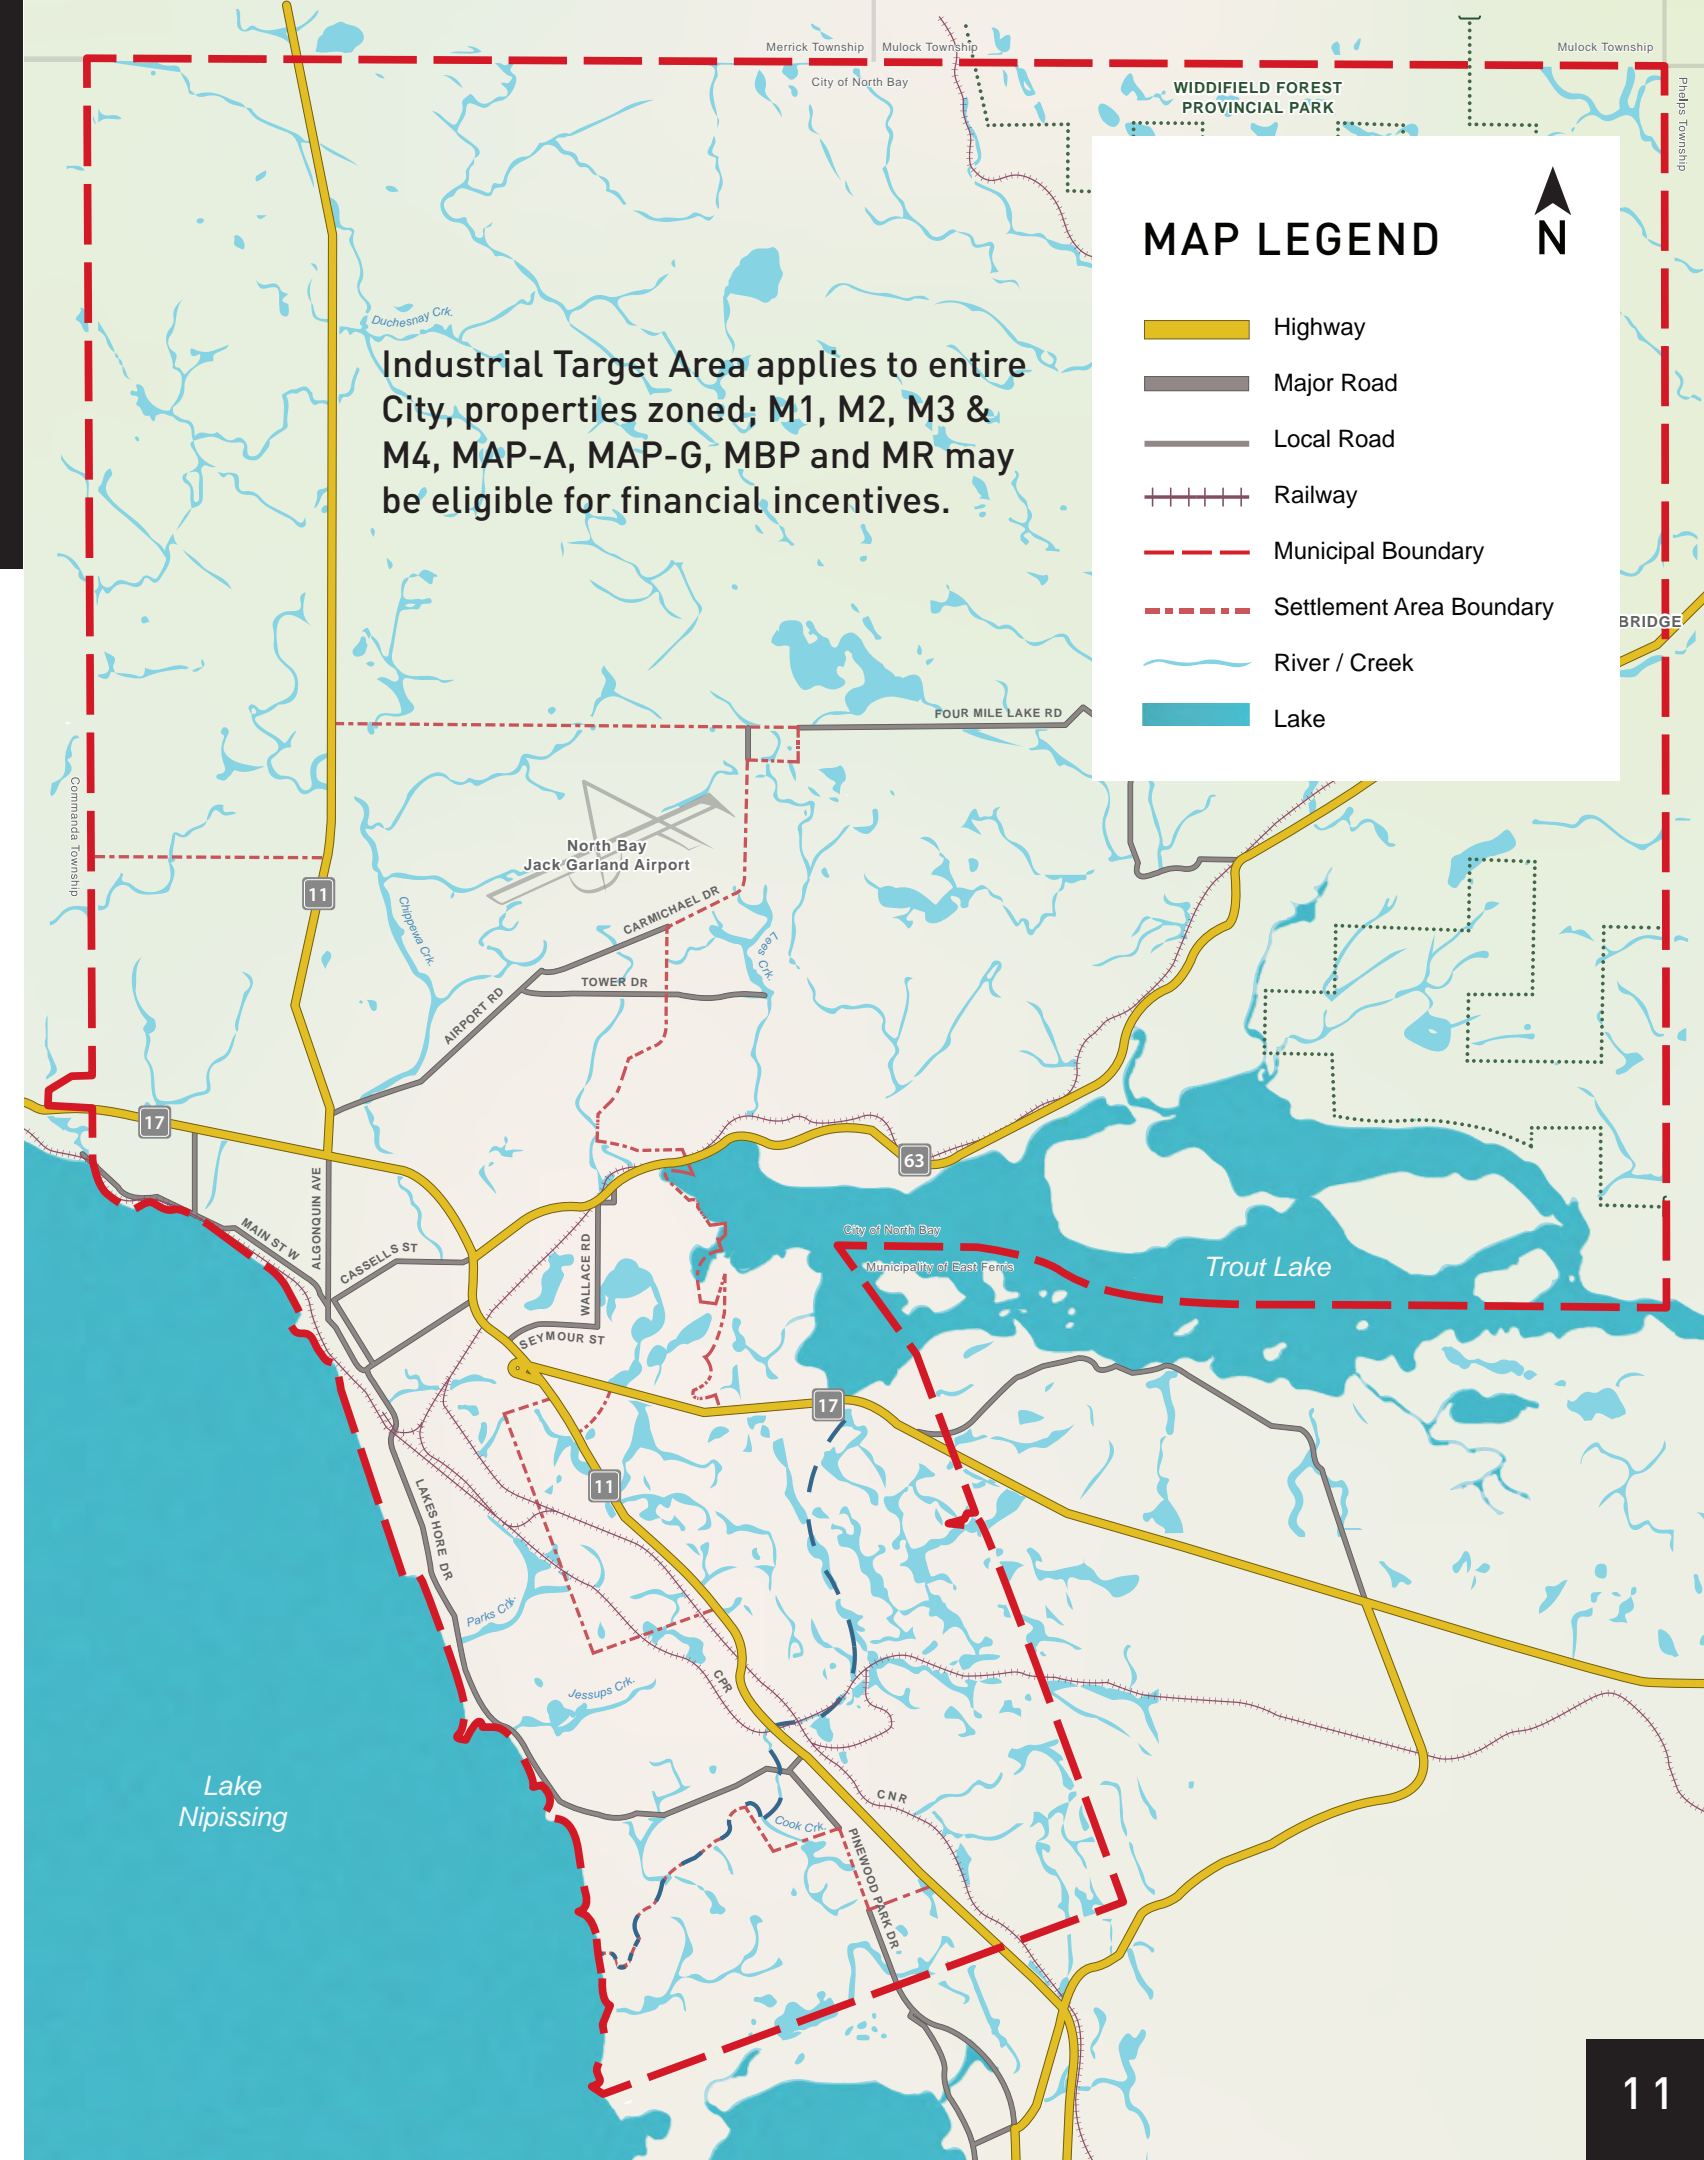 Merrick Township
Mulock Township
Mulock Township
City of North Bay
WIDDIFIELD FOREST
PROVINCIAL PARK
Phelps Township
MAP LEGEND
N
Highway
Major Road
Local Road
Railway
Municipal Boundary
Settlement Area Boundary
River / Creek
Lake
Duchesnay Crk.
Industrial Target Area applies to entire
City, properties zoned; M1, M2, M3 &
M4, MAP-A, MAP-G, MBP and MR may
be eligible for financial incentives.
BRIDGE
FOUR MILE LAKE RD
Commanda Township
North Bay
Jack Garland Airport
11
CARMICHAEL DR
Chippewa Crk.
Lees Crk.
TOWER DR
AIRPORT RD
17
63
ALGONQUIN AVE
MAIN ST W
CASSELLS ST
WALLACE RD
City of North Bay
Municipality of East Ferris
Trout Lake
SEYMOUR ST
17
11
LAKES HORE DR
Parks Crk.
Jessups Crk.
CPR
Lake
Nipissing
CNR
Cook Crk.
PINEWOOD PARK DR
11